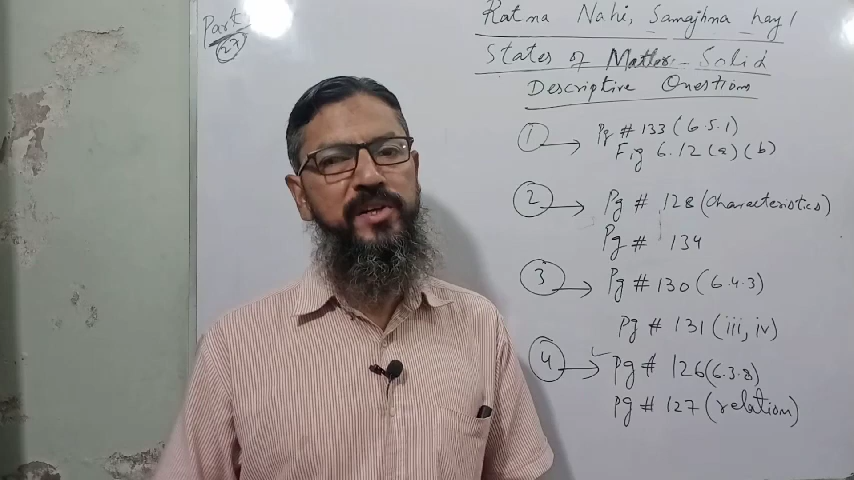 Part
27
Ratna Nahi, Samajhna hay!
States of Matter - Solid
Descriptive Questions
1 → Pg # 133 (6.5.1)
Fig 6.12 (a) (b)
2 → Pg # 128 (Characteristics)
Pg # 134
3 → Pg # 130 (6.4.3)
Pg # 131 (iii, iv)
4 → Pg # 126 (6.3.8)
Pg # 127 (relation)